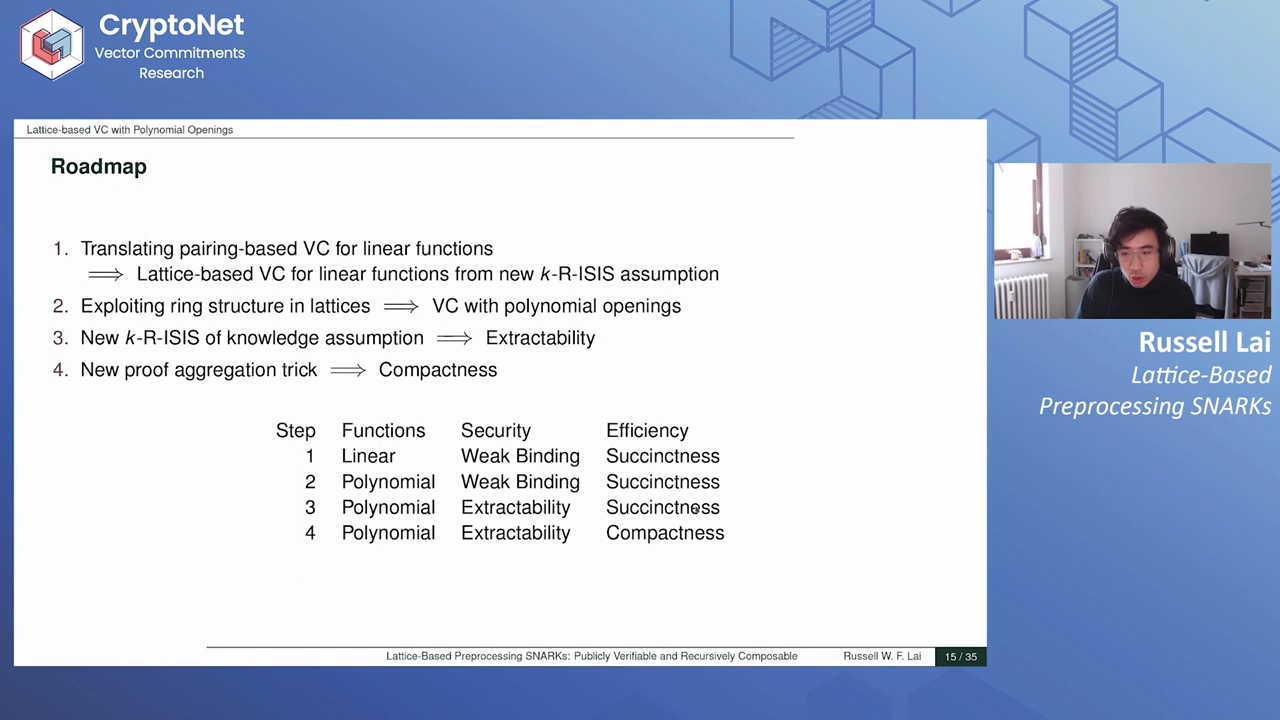 CryptoNet
Vector Commitments
Research
Lattice-based VC with Polynomial Openings
Roadmap
1. Translating pairing-based VC for linear functions
⟹ Lattice-based VC for linear functions from new k-R-ISIS assumption
2. Exploiting ring structure in lattices ⟹ VC with polynomial openings
3. New k-R-ISIS of knowledge assumption ⟹ Extractability
4. New proof aggregation trick ⟹ Compactness
Step Functions Security Efficiency
1 Linear Weak Binding Succinctness
2 Polynomial Weak Binding Succinctness
3 Polynomial Extractability Succinctness
4 Polynomial Extractability Compactness
Lattice-Based Preprocessing SNARKs: Publicly Verifiable and Recursively Composable Russell W. F. Lai 15 / 35
Russell Lai
Lattice-Based
Preprocessing SNARKs